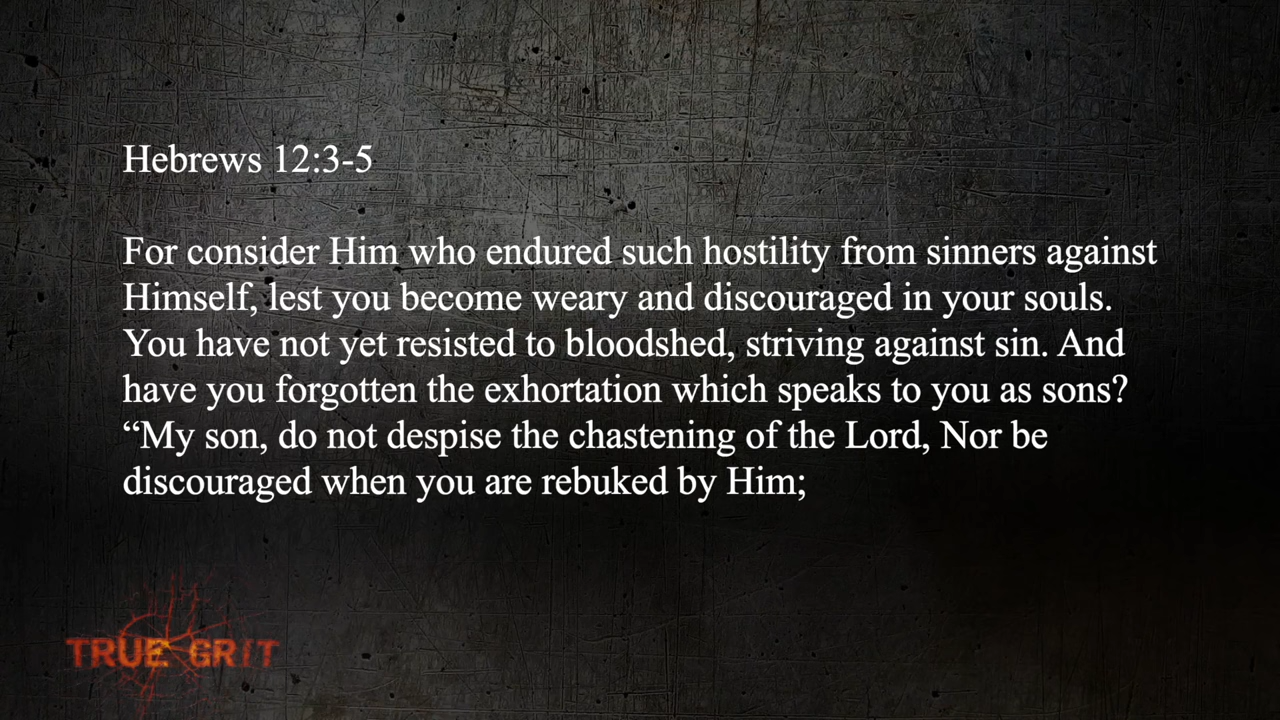 Hebrews 12:3-5
For consider Him who endured such hostility from sinners against
Himself, lest you become weary and discouraged in your souls.
You have not yet resisted to bloodshed, striving against sin. And
have you forgotten the exhortation which speaks to you as sons?
“My son, do not despise the chastening of the Lord, Nor be
discouraged when you are rebuked by Him;
TRUE GRIT